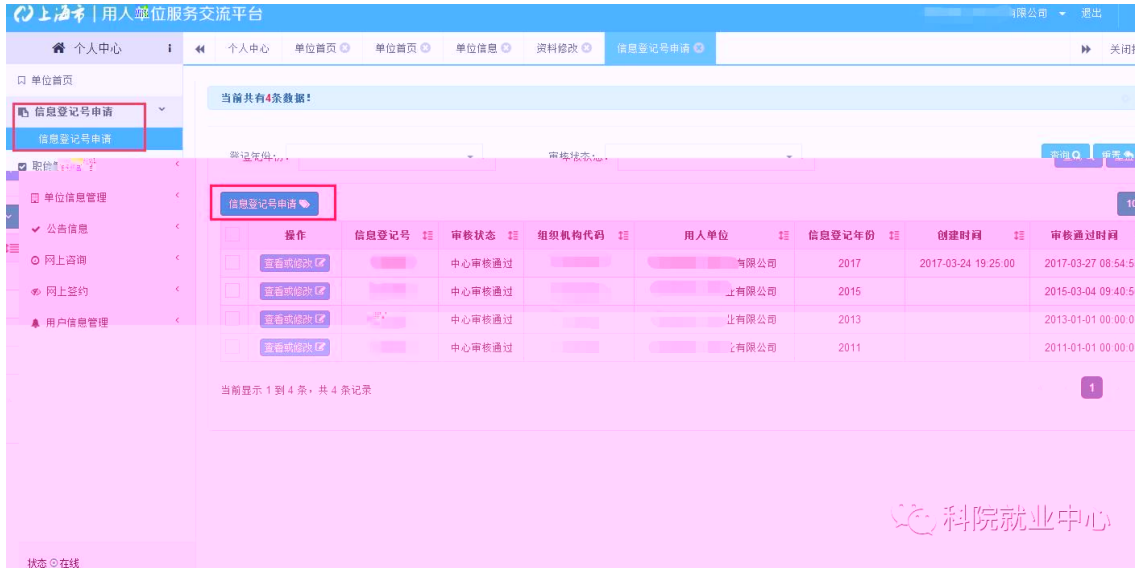 上海市 | 用人单位服务交流平台
有限公司 退出
个人中心
个人中心 单位首页 单位首页 单位信息 资料修改 信息登记号申请 关闭
单位首页
当前共有4条数据!
信息登记号申请
信息登记号申请
登记年份: 审核状态: 查询 重置
单位信息管理
信息登记号申请 10
公告信息
操作 信息登记号 审核状态 组织机构代码 用人单位 信息登记年份 创建时间 审核通过时间
网上咨询
查看或修改 中心审核通过 有限公司 2017 2017-03-24 19:25:00 2017-03-27 08:54:5
网上签约
查看或修改 中心审核通过 业有限公司 2015 2015-03-04 09:40:5
用户信息管理
查看或修改 中心审核通过 业有限公司 2013 2013-01-01 00:00:0
查看或修改 中心审核通过 有限公司 2011 2011-01-01 00:00:0
当前显示 1 到 4 条，共 4 条记录
1
科院就业中心
状态 在线